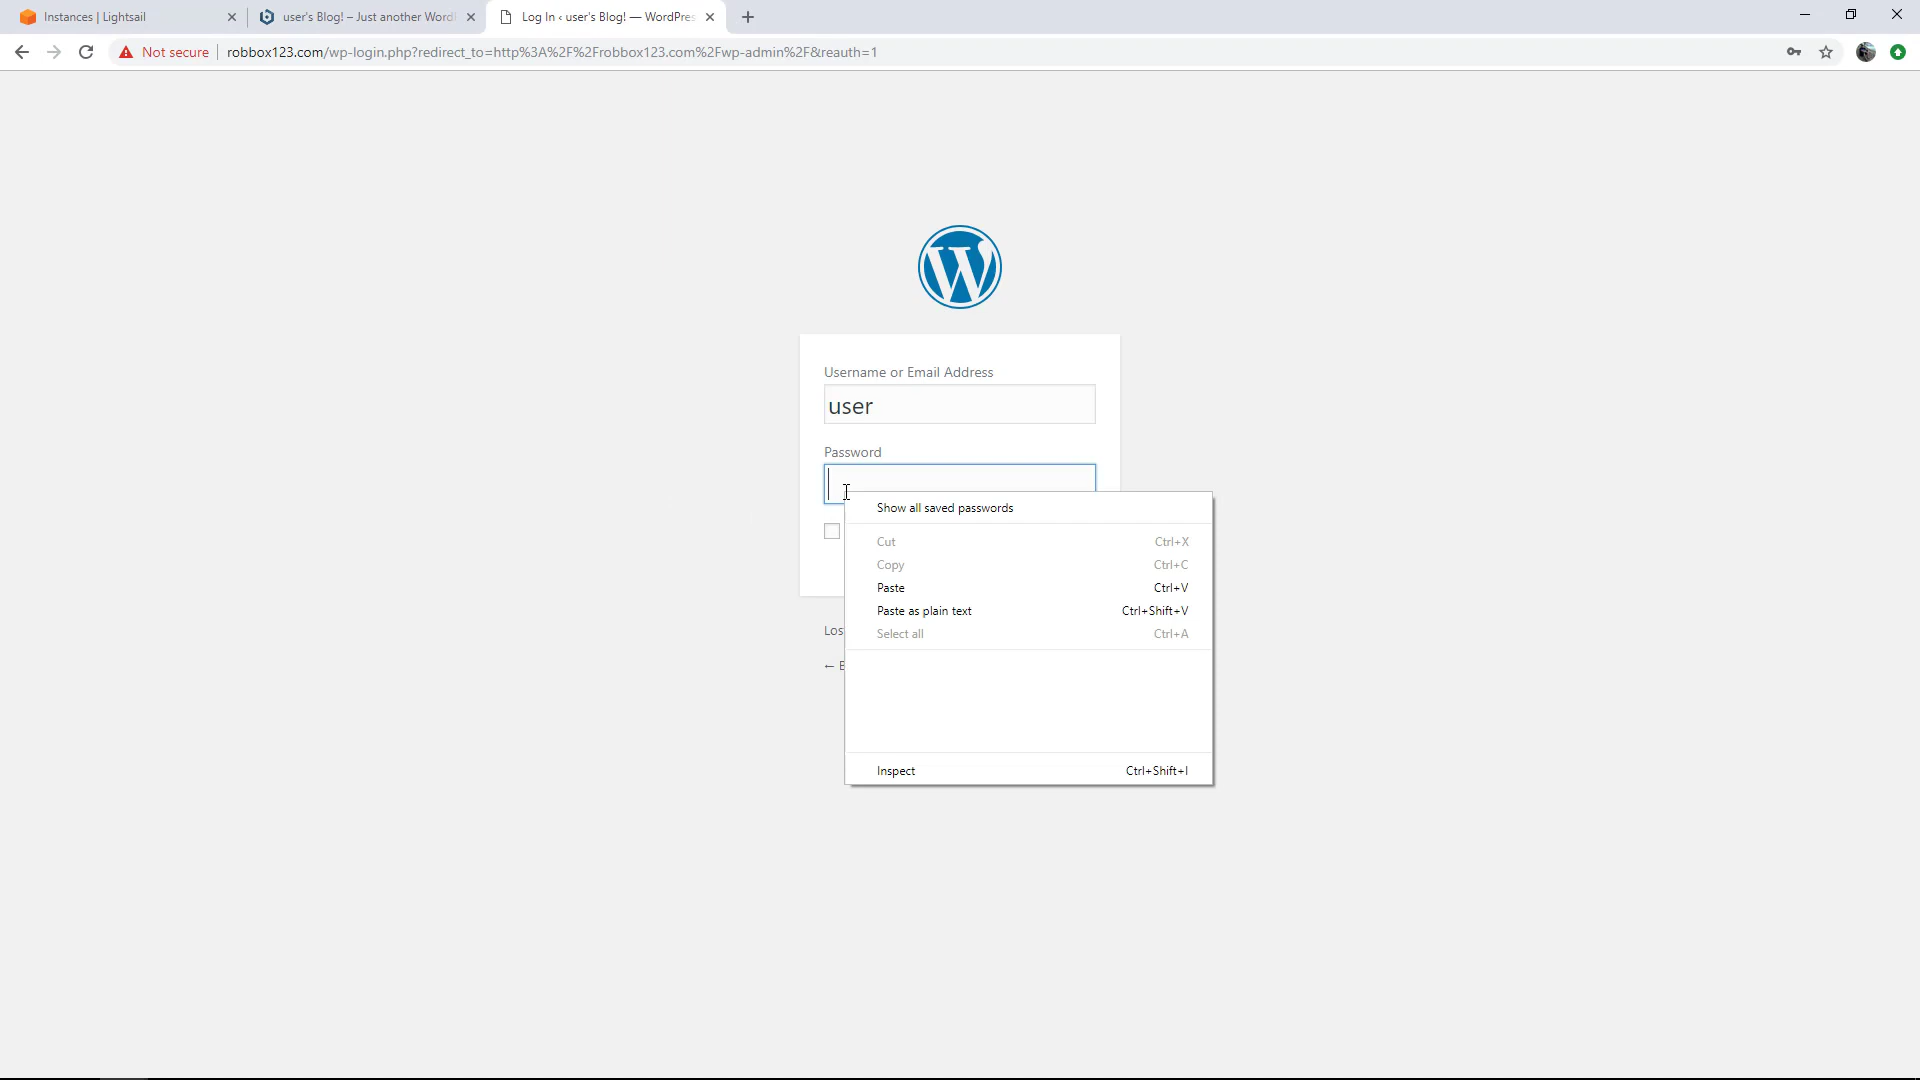 Instances | Lightsail
user's Blog! – Just another Word
Log In ‹ user's Blog! — WordPres
Not secure
robbox123.com/wp-login.php?redirect_to=http%3A%2F%2Frobbox123.com%2Fwp-admin%2F&reauth=1
Username or Email Address
user
Password
Show all saved passwords
Cut Ctrl+X
Copy Ctrl+C
Paste Ctrl+V
Paste as plain text Ctrl+Shift+V
Los
Select all Ctrl+A
← B
Inspect Ctrl+Shift+I